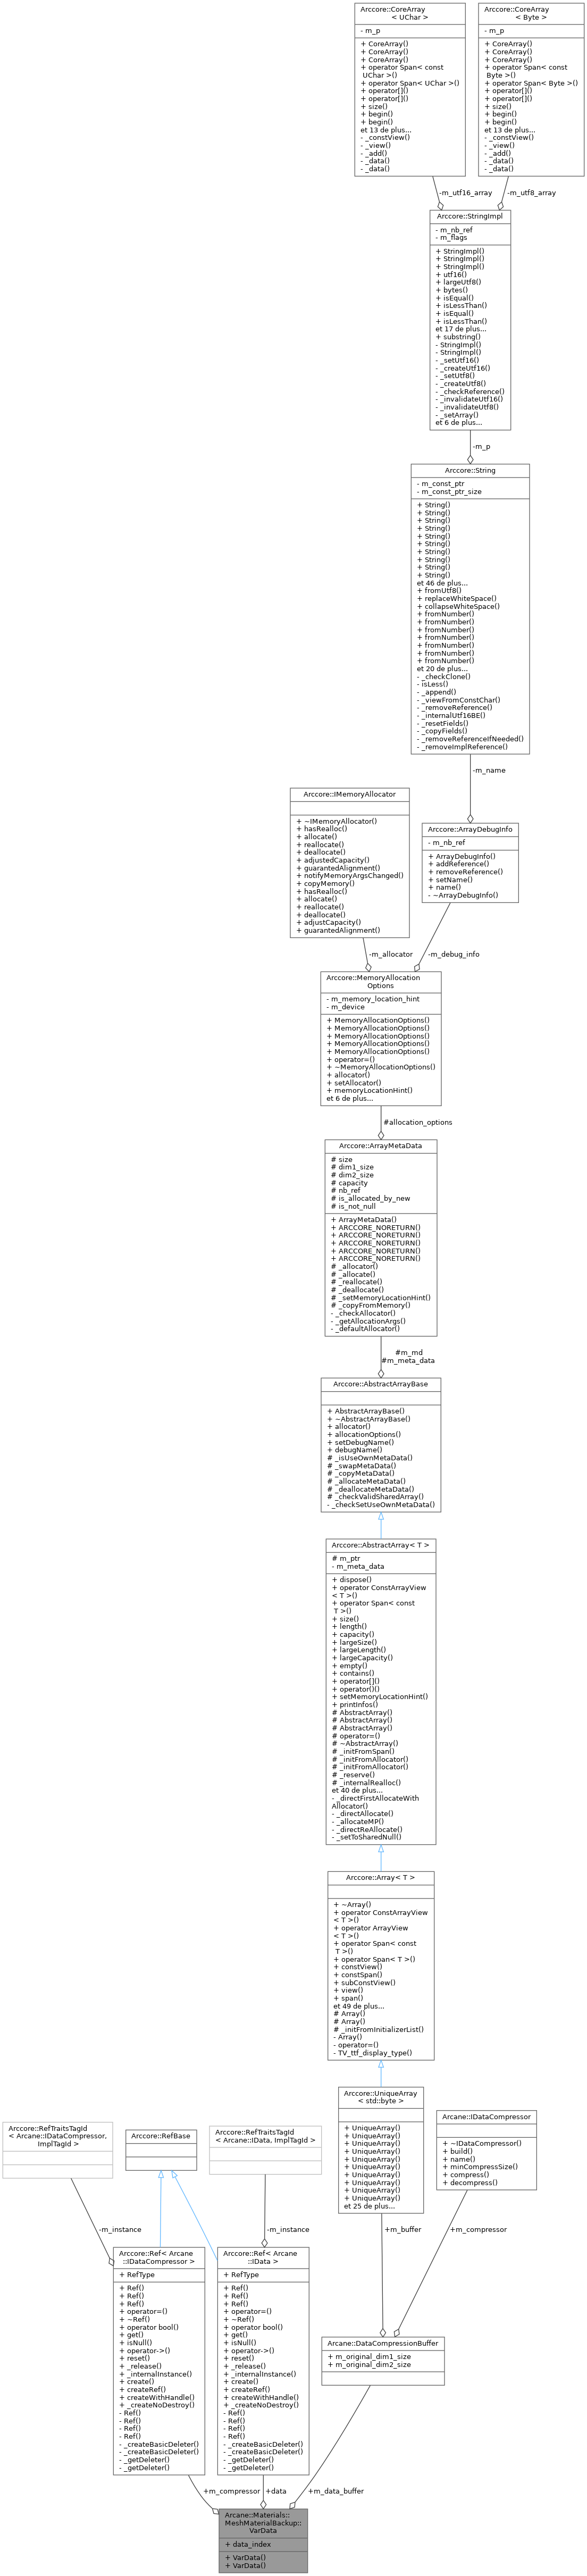 Arccore::CoreArray
< UChar >
- m_p
+ CoreArray()
+ CoreArray()
+ CoreArray()
+ operator Span< const
UChar >()
+ operator Span< UChar >()
+ operator[]()
+ operator[]()
+ size()
+ begin()
+ begin()
et 13 de plus...
- _constView()
- _view()
- _add()
- _data()
- _data()
Arccore::CoreArray
< Byte >
- m_p
+ CoreArray()
+ CoreArray()
+ CoreArray()
+ operator Span< const
Byte >()
+ operator Span< Byte >()
+ operator[]()
+ operator[]()
+ size()
+ begin()
+ begin()
et 13 de plus...
- _constView()
- _view()
- _add()
- _data()
- _data()
-m_utf16_array
-m_utf8_array
Arccore::StringImpl
- m_nb_ref
- m_flags
+ StringImpl()
+ StringImpl()
+ StringImpl()
+ utf16()
+ largeUtf8()
+ bytes()
+ isEqual()
+ isLessThan()
+ isEqual()
+ isLessThan()
et 17 de plus...
+ substring()
- StringImpl()
- StringImpl()
- _setUtf16()
- _createUtf16()
- _setUtf8()
- _createUtf8()
- _checkReference()
- _invalidateUtf16()
- _invalidateUtf8()
- _setArray()
et 6 de plus...
-m_p
Arccore::String
- m_const_ptr
- m_const_ptr_size
+ String()
+ String()
+ String()
+ String()
+ String()
+ String()
+ String()
+ String()
+ String()
+ String()
et 46 de plus...
+ fromUtf8()
+ replaceWhiteSpace()
+ collapseWhiteSpace()
+ fromNumber()
+ fromNumber()
+ fromNumber()
+ fromNumber()
+ fromNumber()
+ fromNumber()
+ fromNumber()
et 20 de plus...
- _checkClone()
- isLess()
- _append()
- _viewFromConstChar()
- _removeReference()
- _internalUtf16BE()
- _resetFields()
- _copyFields()
- _removeReferenceIfNeeded()
- _removeImplReference()
-m_name
Arccore::IMemoryAllocator
+ ~IMemoryAllocator()
+ hasRealloc()
+ allocate()
+ reallocate()
+ deallocate()
+ adjustedCapacity()
+ guarantedAlignment()
+ notifyMemoryArgsChanged()
+ copyMemory()
+ hasRealloc()
+ allocate()
+ reallocate()
+ deallocate()
+ adjustCapacity()
+ guarantedAlignment()
Arccore::ArrayDebugInfo
- m_nb_ref
+ ArrayDebugInfo()
+ addReference()
+ removeReference()
+ setName()
+ name()
- ~ArrayDebugInfo()
-m_allocator
-m_debug_info
Arccore::MemoryAllocation
Options
- m_memory_location_hint
- m_device
+ MemoryAllocationOptions()
+ MemoryAllocationOptions()
+ MemoryAllocationOptions()
+ MemoryAllocationOptions()
+ MemoryAllocationOptions()
+ operator=()
+ ~MemoryAllocationOptions()
+ allocator()
+ setAllocator()
+ memoryLocationHint()
et 6 de plus...
#allocation_options
Arccore::ArrayMetaData
# size
# dim1_size
# dim2_size
# capacity
# nb_ref
# is_allocated_by_new
# is_not_null
+ ArrayMetaData()
+ ARCCORE_NORETURN()
+ ARCCORE_NORETURN()
+ ARCCORE_NORETURN()
+ ARCCORE_NORETURN()
+ ARCCORE_NORETURN()
# _allocator()
# _allocate()
# _reallocate()
# _deallocate()
# _setMemoryLocationHint()
# _copyFromMemory()
- _checkAllocator()
- _getAllocationArgs()
- _defaultAllocator()
#m_md
#m_meta_data
Arccore::AbstractArrayBase
+ AbstractArrayBase()
+ ~AbstractArrayBase()
+ allocator()
+ allocationOptions()
+ setDebugName()
+ debugName()
# _isUseOwnMetaData()
# _swapMetaData()
# _copyMetaData()
# _allocateMetaData()
# _deallocateMetaData()
# _checkValidSharedArray()
- _checkSetUseOwnMetaData()
Arccore::AbstractArray< T >
# m_ptr
- m_meta_data
+ dispose()
+ operator ConstArrayView
< T >()
+ operator Span< const
T >()
+ size()
+ length()
+ capacity()
+ largeSize()
+ largeLength()
+ largeCapacity()
+ empty()
+ contains()
+ operator[]()
+ operator()()
+ setMemoryLocationHint()
+ printInfos()
# AbstractArray()
# AbstractArray()
# AbstractArray()
# operator=()
# ~AbstractArray()
# _initFromSpan()
# _initFromAllocator()
# _initFromAllocator()
# _reserve()
# _internalRealloc()
et 40 de plus...
- _directFirstAllocateWith
Allocator()
- _directAllocate()
- _allocateMP()
- _directReAllocate()
- _setToSharedNull()
Arccore::Array< T >
+ ~Array()
+ operator ConstArrayView
< T >()
+ operator ArrayView
< T >()
+ operator Span< const
T >()
+ operator Span< T >()
+ constView()
+ constSpan()
+ subConstView()
+ view()
+ span()
et 49 de plus...
# Array()
# Array()
# _initFromInitializerList()
- Array()
- operator=()
- TV_ttf_display_type()
Arccore::UniqueArray
< std::byte >
+ UniqueArray()
+ UniqueArray()
+ UniqueArray()
+ UniqueArray()
+ UniqueArray()
+ UniqueArray()
+ UniqueArray()
+ UniqueArray()
+ UniqueArray()
+ UniqueArray()
et 25 de plus...
Arcane::IDataCompressor
+ ~IDataCompressor()
+ build()
+ name()
+ minCompressSize()
+ compress()
+ decompress()
Arccore::RefTraitsTagId
< Arcane::IDataCompressor,
ImplTagId >
Arccore::RefBase
Arccore::RefTraitsTagId
< Arcane::IData, ImplTagId >
-m_instance
-m_instance
+m_buffer
+m_compressor
Arccore::Ref< Arcane
::IDataCompressor >
+ RefType
+ Ref()
+ Ref()
+ Ref()
+ operator=()
+ ~Ref()
+ operator bool()
+ get()
+ isNull()
+ operator->()
+ reset()
+ _release()
+ _internalInstance()
+ create()
+ createRef()
+ createWithHandle()
+ _createNoDestroy()
- Ref()
- Ref()
- Ref()
- Ref()
- _createBasicDeleter()
- _createBasicDeleter()
- _getDeleter()
- _getDeleter()
Arccore::Ref< Arcane
::IData >
+ RefType
+ Ref()
+ Ref()
+ Ref()
+ operator=()
+ ~Ref()
+ operator bool()
+ get()
+ isNull()
+ operator->()
+ reset()
+ _release()
+ _internalInstance()
+ create()
+ createRef()
+ createWithHandle()
+ _createNoDestroy()
- Ref()
- Ref()
- Ref()
- Ref()
- _createBasicDeleter()
- _createBasicDeleter()
- _getDeleter()
- _getDeleter()
Arcane::DataCompressionBuffer
+ m_original_dim1_size
+ m_original_dim2_size
+m_compressor
+data
+m_data_buffer
Arcane::Materials::
MeshMaterialBackup::
VarData
+ data_index
+ VarData()
+ VarData()